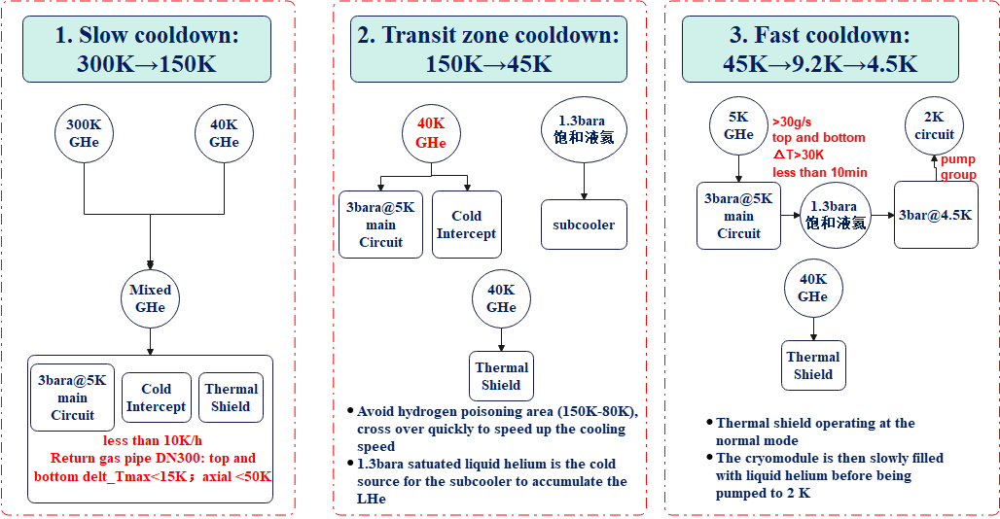 1. Slow cooldown:
300K→150K
300K
GHe
40K
GHe
Mixed
GHe
3bara@5K
main
Circuit
Cold
Intercept
Thermal
Shield
less than 10K/h
Return gas pipe DN300: top and
bottom delt_Tmax<15K；axial <50K
2. Transit zone cooldown:
150K→45K
40K
GHe
1.3bara
饱和液氦
3bara@5K
main
Circuit
Cold
Intercept
subcooler
40K
GHe
Thermal
Shield
• Avoid hydrogen poisoning area (150K-80K),
cross over quickly to speed up the cooling
speed
• 1.3bara satuated liquid helium is the cold
source for the subcooler to accumulate the
LHe
3. Fast cooldown:
45K→9.2K→4.5K
5K
GHe
>30g/s
top and bottom
ΔT>30K
less than 10min
2K
circuit
pump
group
3bara@5K
main
Circuit
1.3bara
饱和液氦
3bar@4.5K
40K
GHe
Thermal
Shield
• Thermal shield operating at the
normal mode
• The cryomodule is then slowly filled
with liquid helium before being
pumped to 2 K